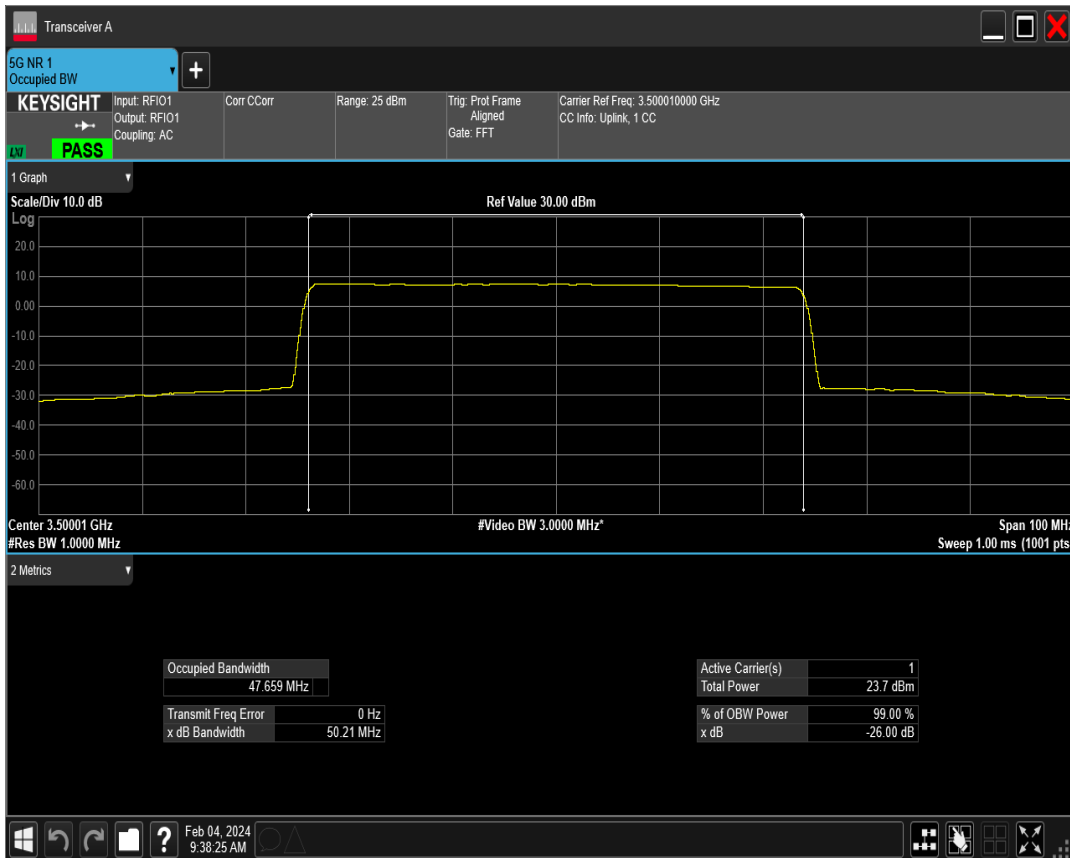 Transceiver A
5G NR 1
Occupied BW
KEYSIGHT
LXI
PASS
Input: RFIO1
Output: RFIO1
Coupling: AC
Corr CCorr
Range: 25 dBm
Trig: Prot Frame
Aligned
Gate: FFT
Carrier Ref Freq: 3.500010000 GHz
CC Info: Uplink, 1 CC
1 Graph
Scale/Div 10.0 dB
Ref Value 30.00 dBm
Log
20.0
10.0
0.00
-10.0
-20.0
-30.0
-40.0
-50.0
-60.0
Center 3.50001 GHz
#Video BW 3.0000 MHz*
Span 100 MHz
#Res BW 1.0000 MHz
Sweep 1.00 ms (1001 pts
2 Metrics
Occupied Bandwidth
47.659 MHz
Transmit Freq Error 0 Hz
x dB Bandwidth 50.21 MHz
Active Carrier(s) 1
Total Power 23.7 dBm
% of OBW Power 99.00 %
x dB -26.00 dB
?
Feb 04, 2024
9:38:25 AM